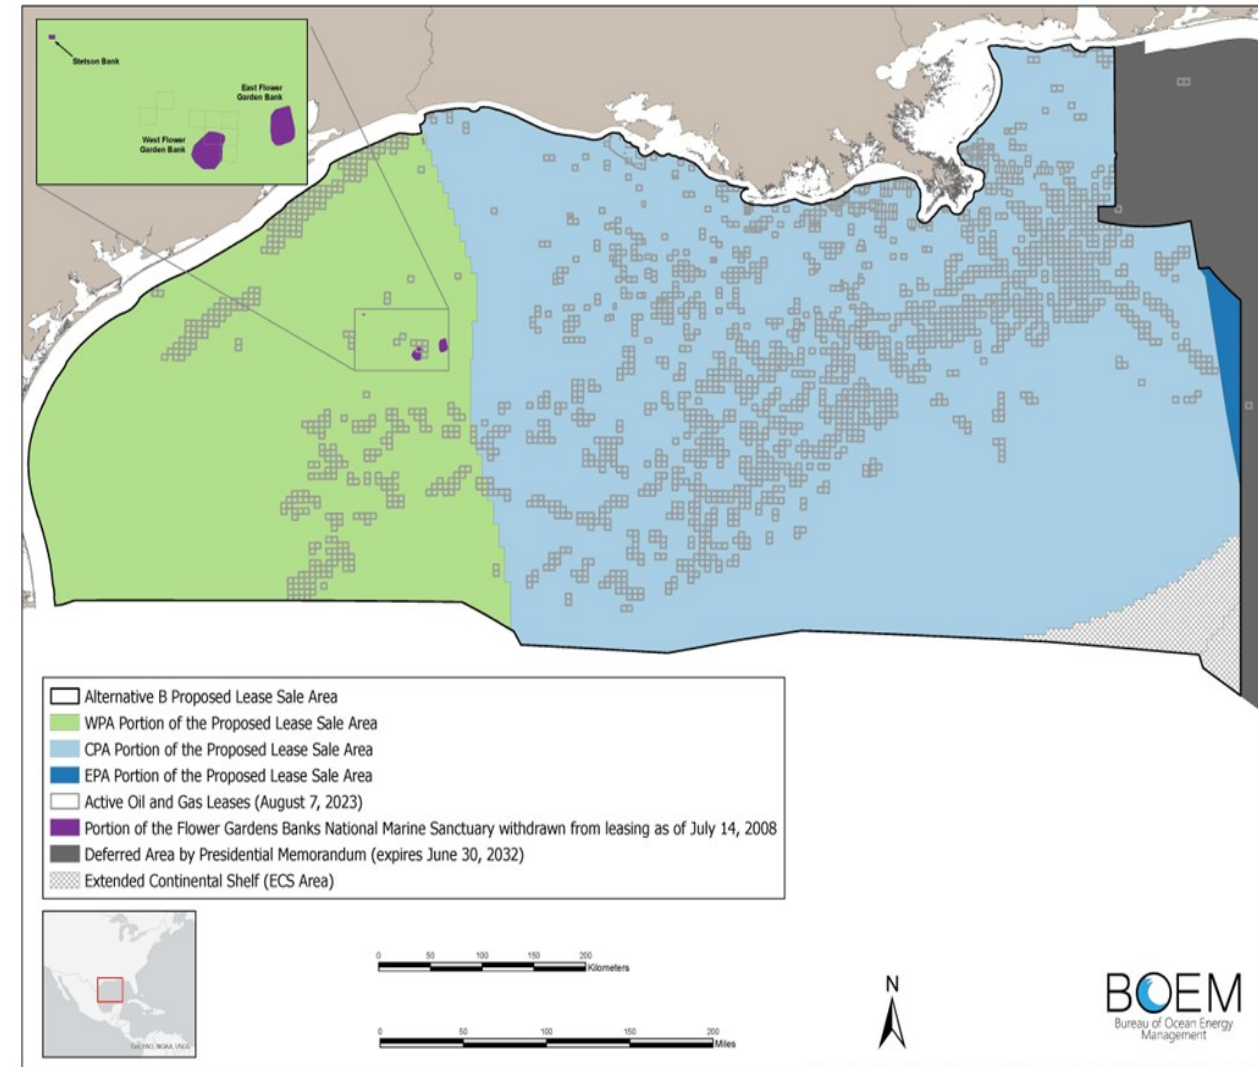 Stetson Bank
East Flower
Garden Bank
West Flower
Garden Bank
Alternative B Proposed Lease Sale Area
WPA Portion of the Proposed Lease Sale Area
CPA Portion of the Proposed Lease Sale Area
EPA Portion of the Proposed Lease Sale Area
Active Oil and Gas Leases (August 7, 2023)
Portion of the Flower Gardens Banks National Marine Sanctuary withdrawn from leasing as of July 14, 2008
Deferred Area by Presidential Memorandum (expires June 30, 2032)
Extended Continental Shelf (ECS Area)
0 50 100 150 200
Kilometers
0 50 100 150 200
Miles
N
BOEM
Bureau of Ocean Energy
Management
Esri, FAO, NOAA, USGS